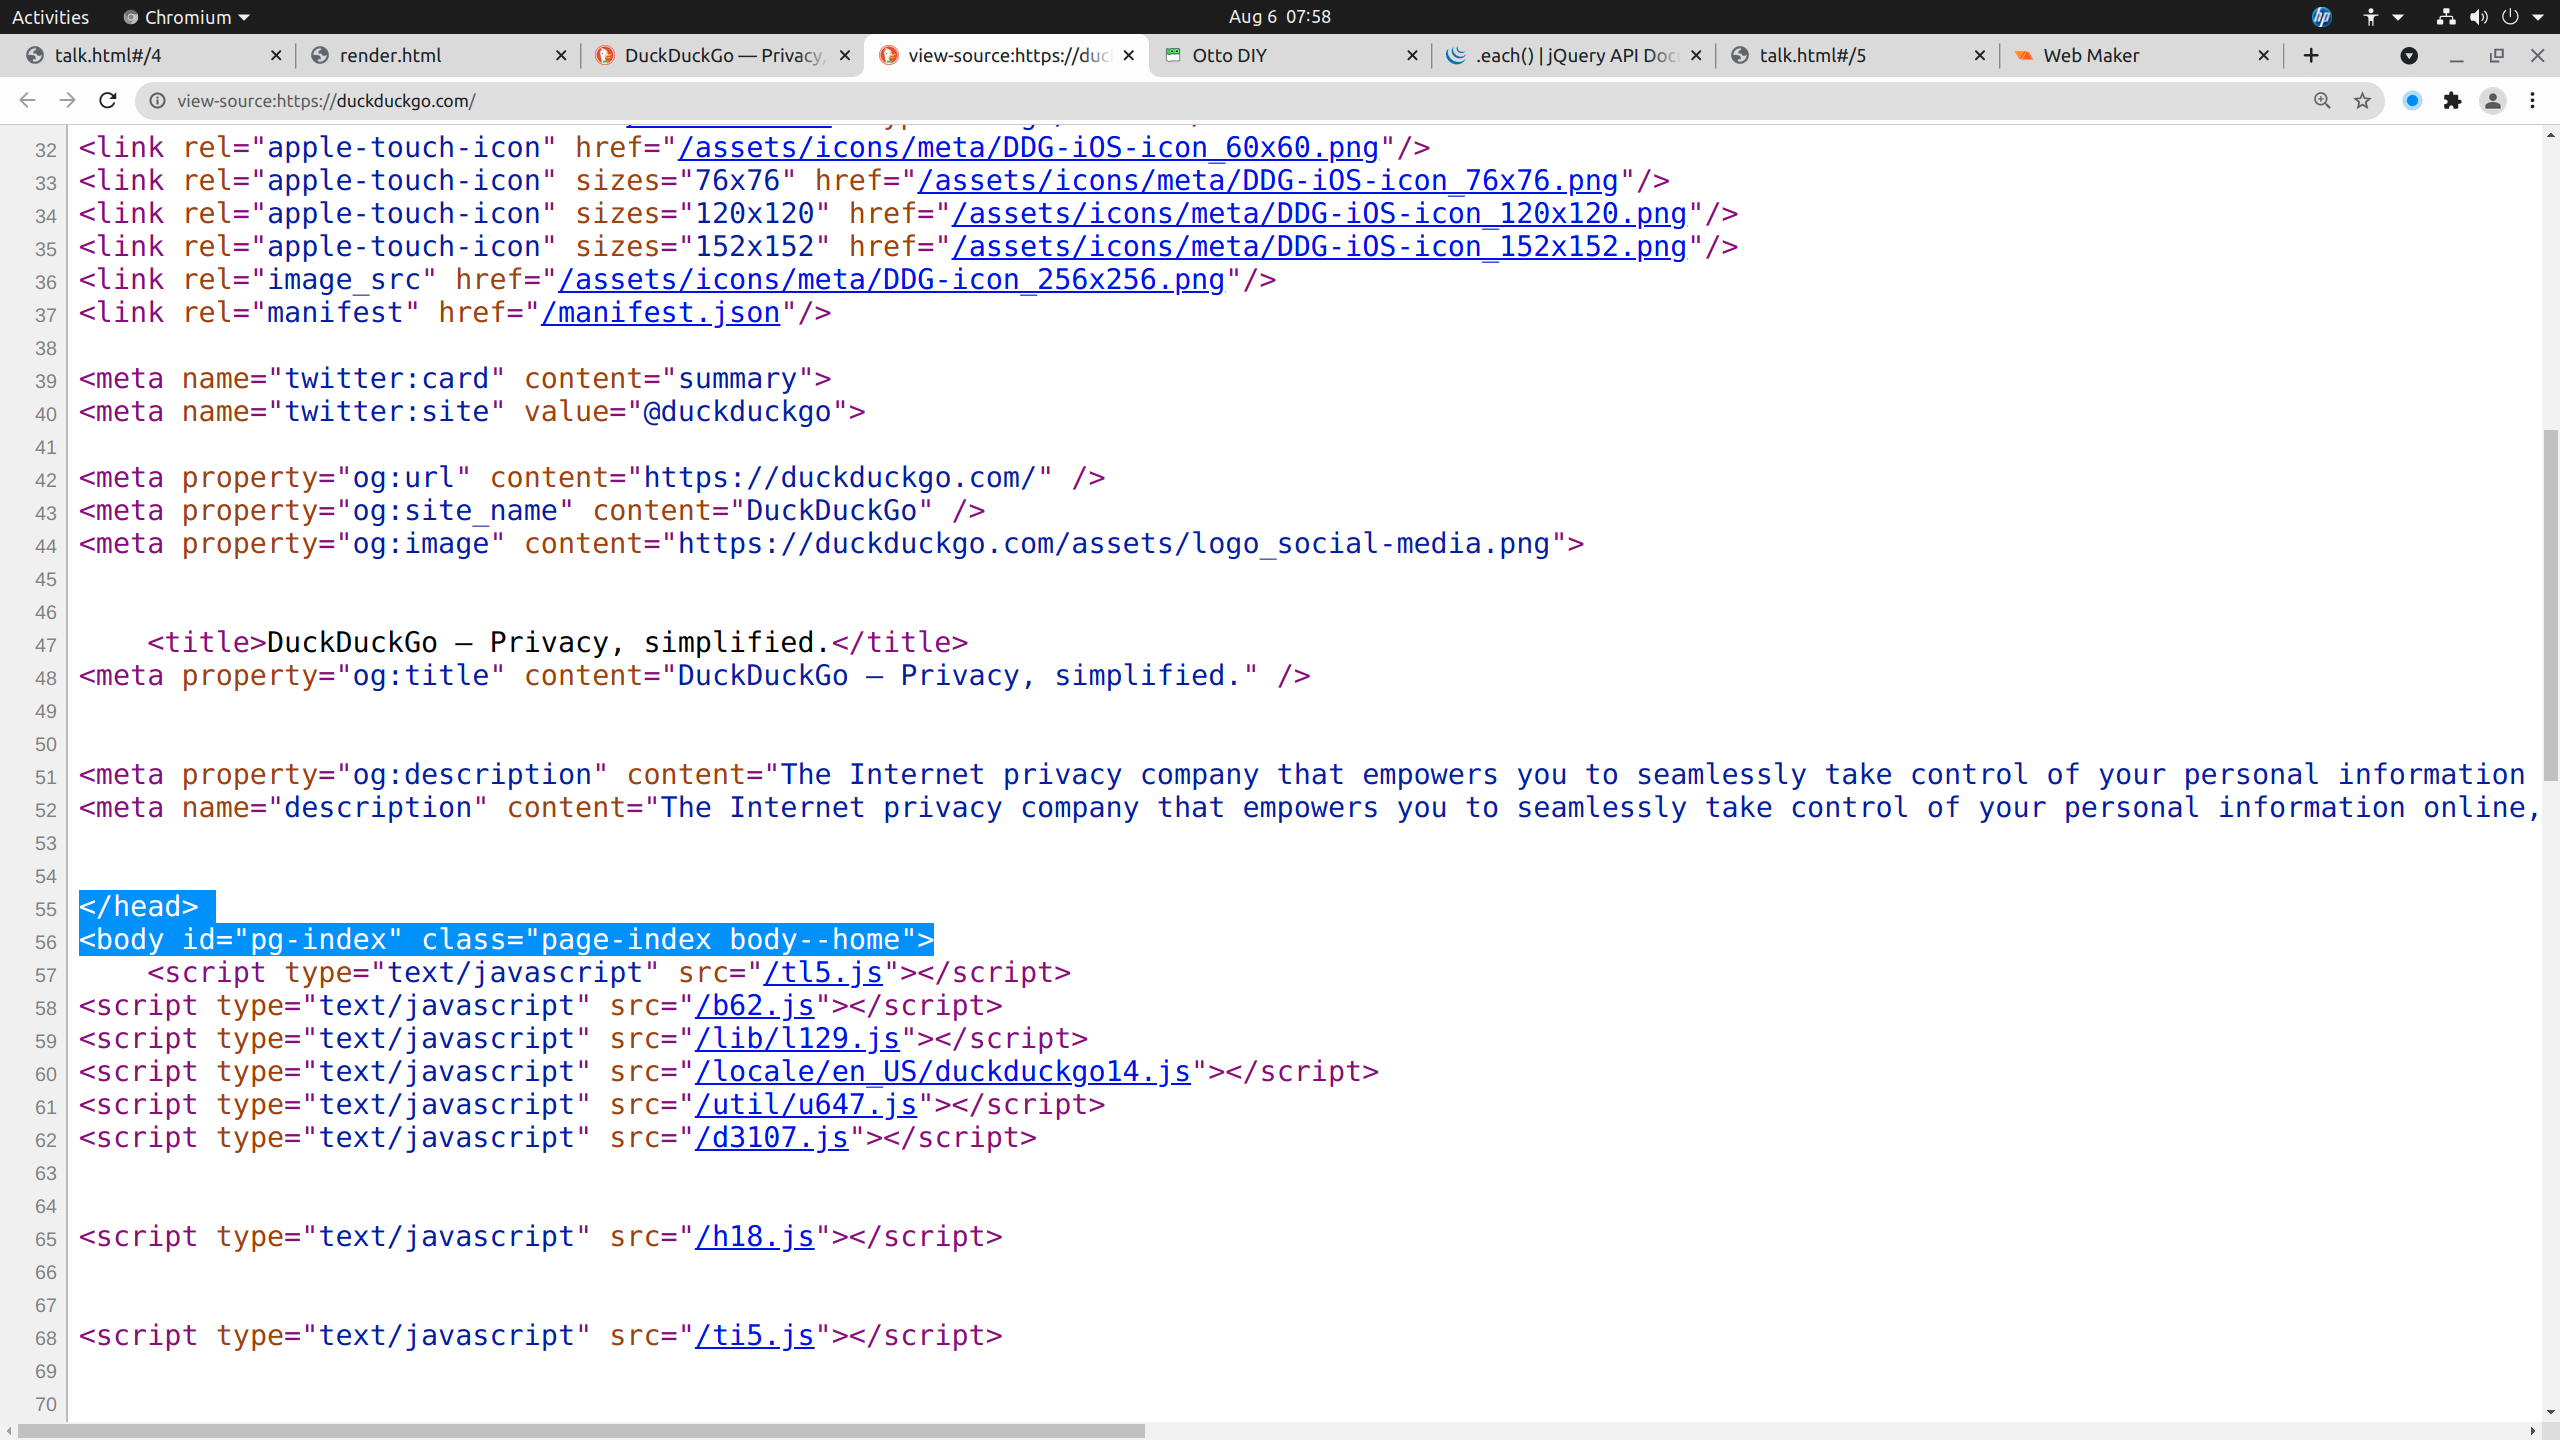 Activities Chromium Aug 6 07:58
talk.html#/4 render.html DuckDuckGo — Privacy, view-source:https://duc Otto DIY .each() | jQuery API Doc talk.html#/5 Web Maker
view-source:https://duckduckgo.com/
32 <link rel="apple-touch-icon" href="/assets/icons/meta/DDG-iOS-icon_60x60.png"/>
33 <link rel="apple-touch-icon" sizes="76x76" href="/assets/icons/meta/DDG-iOS-icon_76x76.png"/>
34 <link rel="apple-touch-icon" sizes="120x120" href="/assets/icons/meta/DDG-iOS-icon_120x120.png"/>
35 <link rel="apple-touch-icon" sizes="152x152" href="/assets/icons/meta/DDG-iOS-icon_152x152.png"/>
36 <link rel="image_src" href="/assets/icons/meta/DDG-icon_256x256.png"/>
37 <link rel="manifest" href="/manifest.json"/>
38
39 <meta name="twitter:card" content="summary">
40 <meta name="twitter:site" value="@duckduckgo">
41
42 <meta property="og:url" content="https://duckduckgo.com/" />
43 <meta property="og:site_name" content="DuckDuckGo" />
44 <meta property="og:image" content="https://duckduckgo.com/assets/logo_social-media.png">
45
46
47 <title>DuckDuckGo — Privacy, simplified.</title>
48 <meta property="og:title" content="DuckDuckGo — Privacy, simplified." />
49
50
51 <meta property="og:description" content="The Internet privacy company that empowers you to seamlessly take control of your personal information
52 <meta name="description" content="The Internet privacy company that empowers you to seamlessly take control of your personal information online,
53
54
55 </head>
56 <body id="pg-index" class="page-index body--home">
57 <script type="text/javascript" src="/tl5.js"></script>
58 <script type="text/javascript" src="/b62.js"></script>
59 <script type="text/javascript" src="/lib/l129.js"></script>
60 <script type="text/javascript" src="/locale/en_US/duckduckgo14.js"></script>
61 <script type="text/javascript" src="/util/u647.js"></script>
62 <script type="text/javascript" src="/d3107.js"></script>
63
64
65 <script type="text/javascript" src="/h18.js"></script>
66
67
68 <script type="text/javascript" src="/ti5.js"></script>
69
70